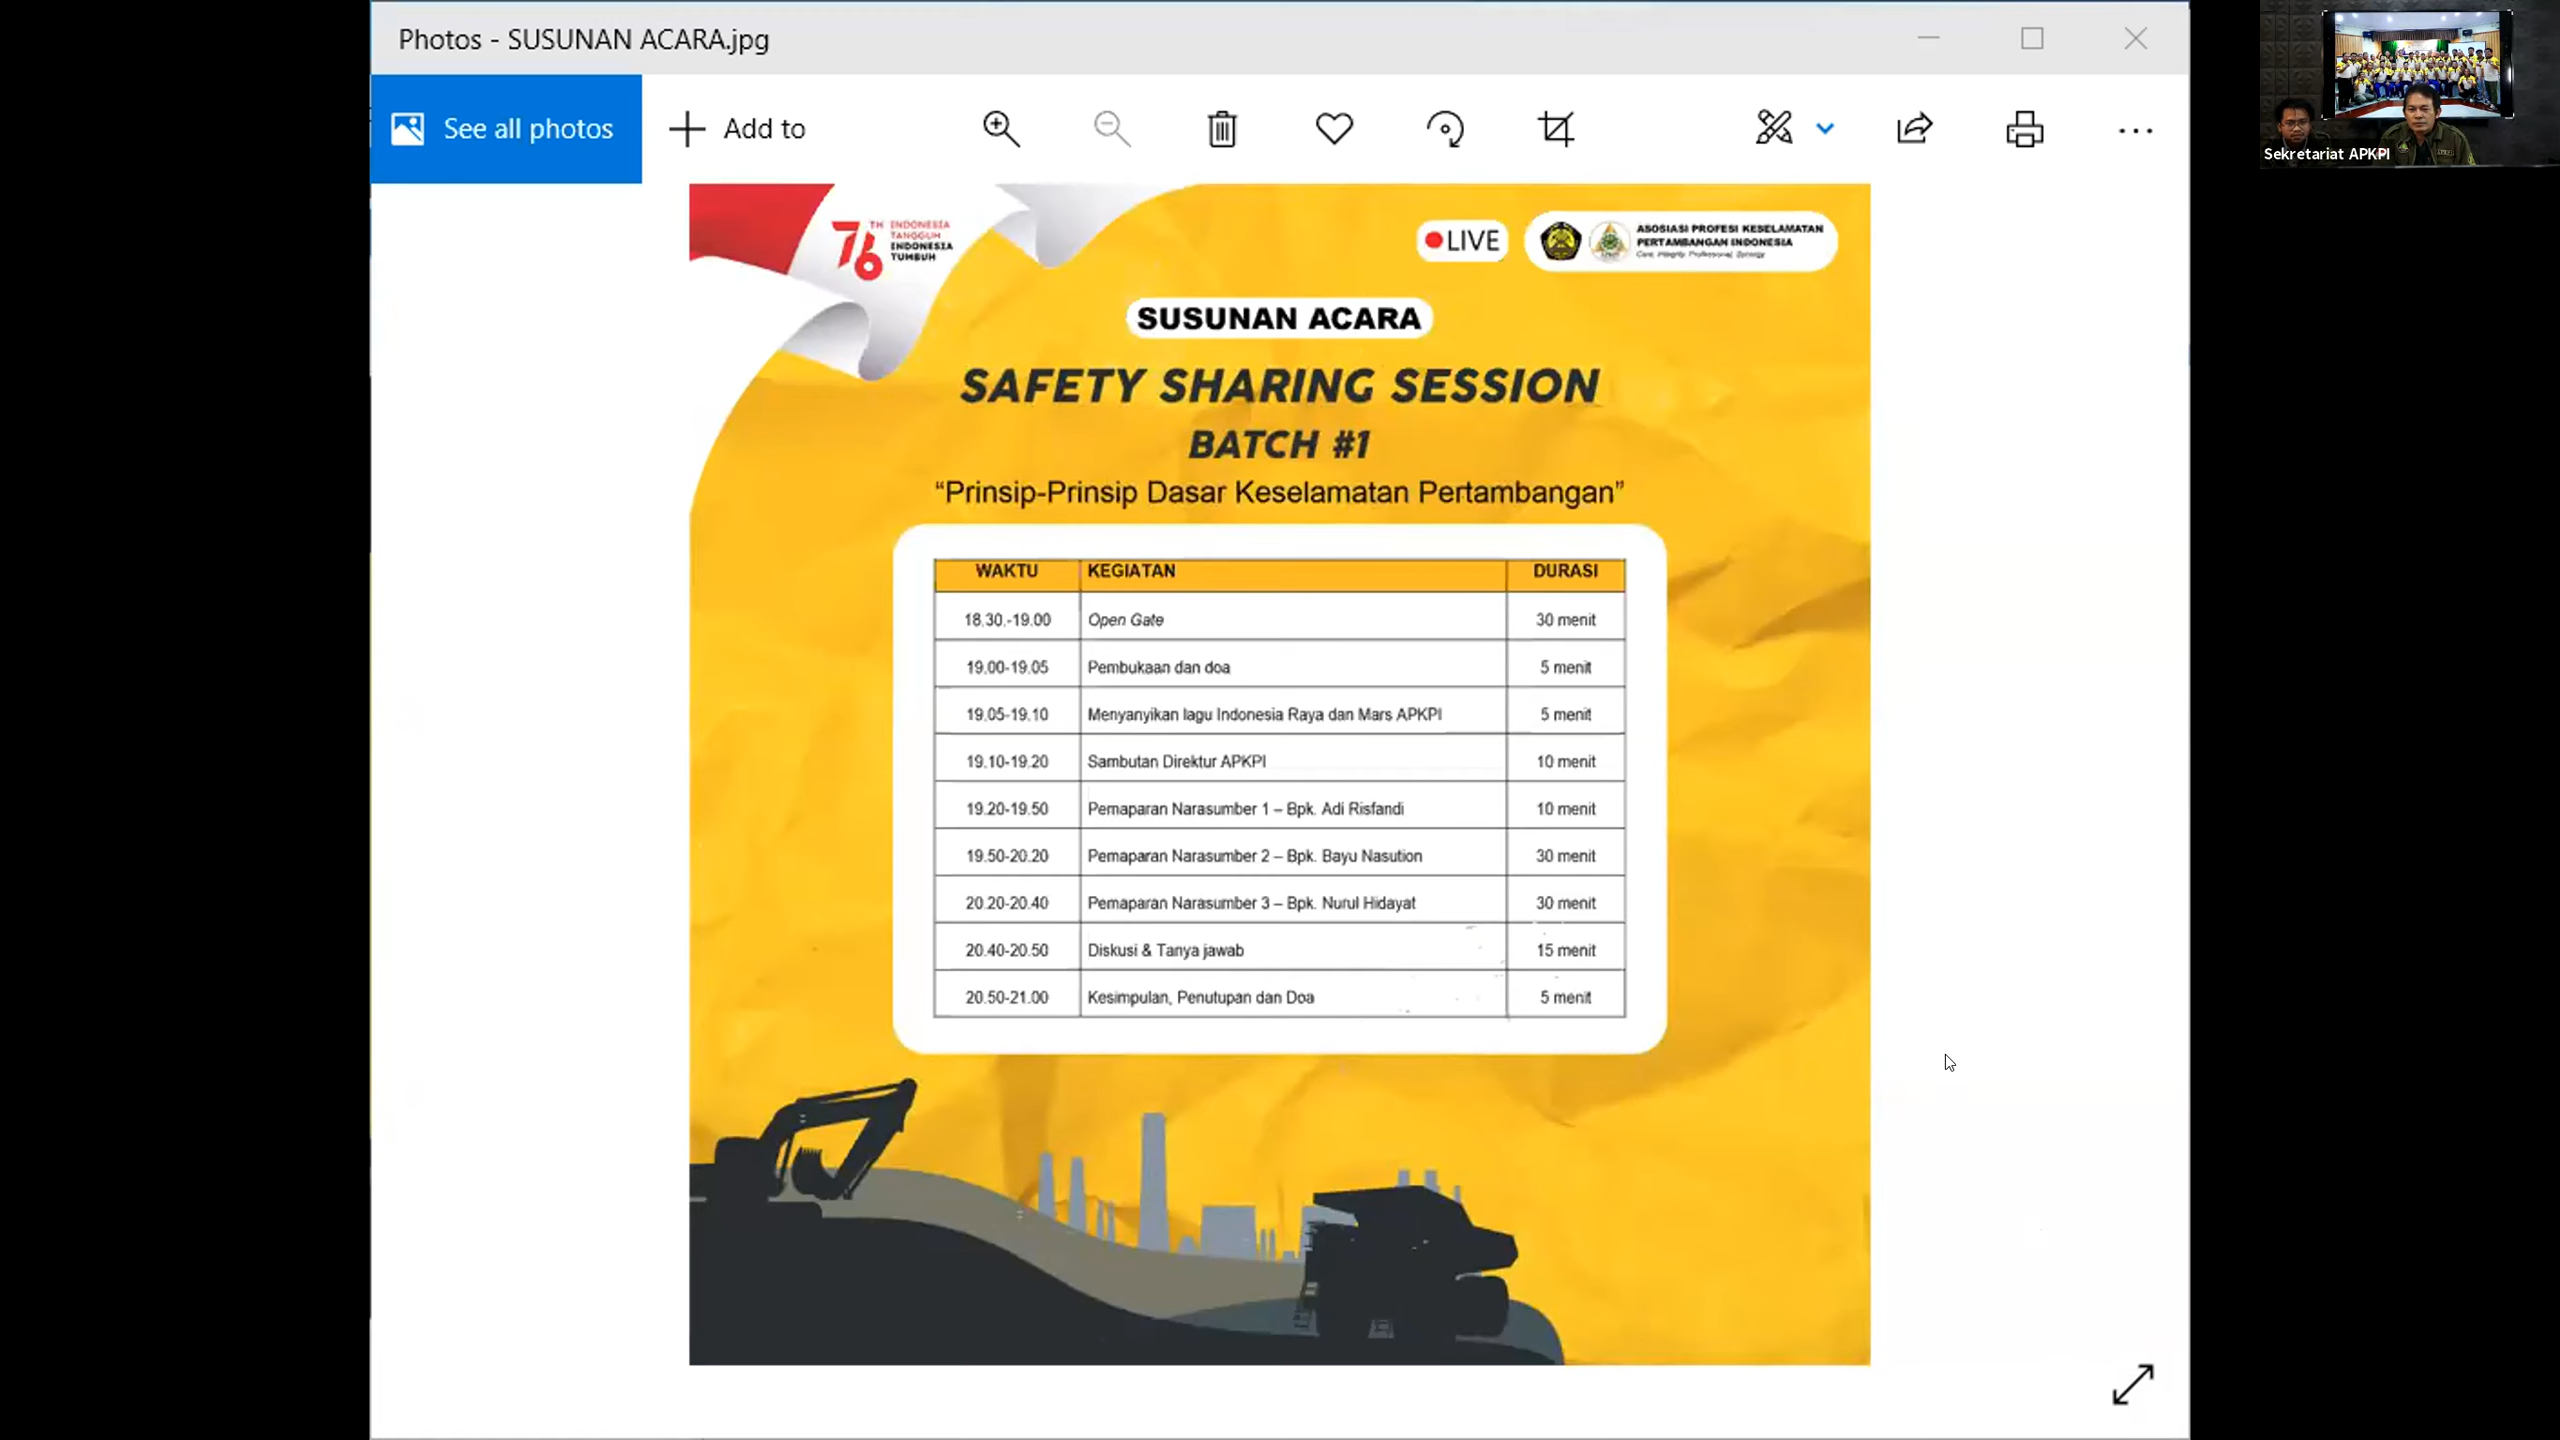 Photos - SUSUNAN ACARA.jpg
See all photos
Add to
Sekretariat APKPI
76 TH INDONESIA
TANGGUH
INDONESIA
TUMBUH
LIVE
ASOSIASI PROFESI KESELAMATAN
PERTAMBANGAN INDONESIA
Care, Integrity, Professional, Synergy
SUSUNAN ACARA
SAFETY SHARING SESSION
BATCH #1
“Prinsip-Prinsip Dasar Keselamatan Pertambangan”
WAKTU KEGIATAN DURASI
18.30.-19.00 Open Gate 30 menit
19.00-19.05 Pembukaan dan doa 5 menit
19.05-19.10 Menyanyikan lagu Indonesia Raya dan Mars APKPI 5 menit
19.10-19.20 Sambutan Direktur APKPI 10 menit
19.20-19.50 Pemaparan Narasumber 1 – Bpk. Adi Risfandi 10 menit
19.50-20.20 Pemaparan Narasumber 2 – Bpk. Bayu Nasution 30 menit
20.20-20.40 Pemaparan Narasumber 3 – Bpk. Nurul Hidayat 30 menit
20.40-20.50 Diskusi & Tanya jawab 15 menit
20.50-21.00 Kesimpulan, Penutupan dan Doa 5 menit